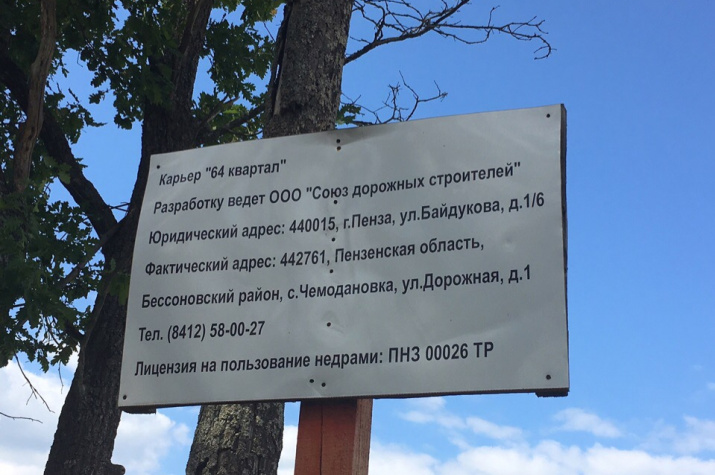 Карьер "64 квартал"
Разработку ведет ООО "Союз дорожных строителей"
Юридический адрес: 440015, г.Пенза, ул.Байдукова, д.1/6
Фактический адрес: 442761, Пензенская область,
Бессоновский район, с.Чемодановка, ул.Дорожная, д.1
Тел. (8412) 58-00-27
Лицензия на пользование недрами: ПНЗ 00026 ТР